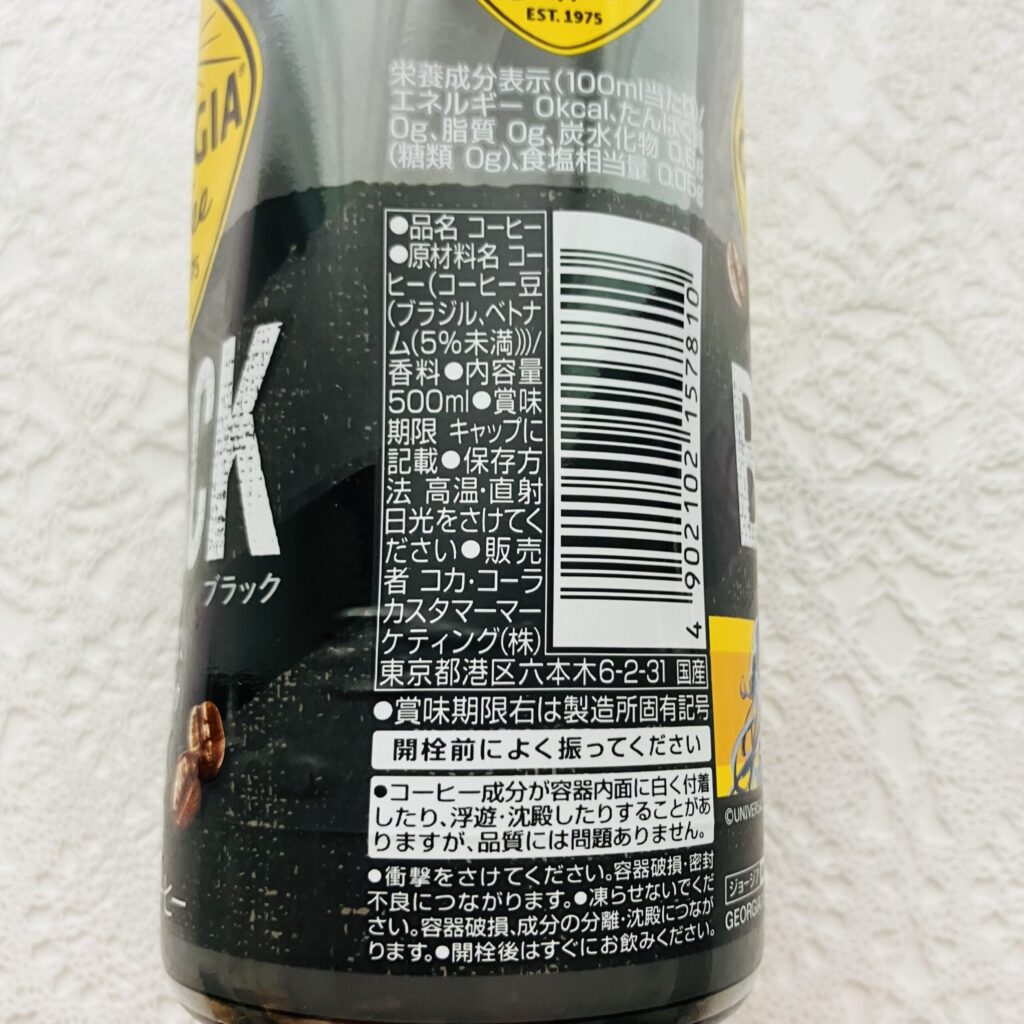 EST. 1975
栄養成分表示(100ml当たり)
エネルギー 0kcal、たんぱく質
0g、脂質 0g、炭水化物 0.6g
(糖類 0g)、食塩相当量 0.05g
●品名 コーヒー
●原材料名 コー
ヒー(コーヒー豆
(ブラジル、ベトナ
ム(5%未満)))/
香料●内容量
500ml●賞味
期限 キャップに
記載●保存方
法 高温・直射
日光をさけてく
ださい●販売
者 コカ・コーラ
カスタマーマー
ケティング(株)
東京都港区六本木6-2-31 国産
4 902102 157810
●賞味期限右は製造所固有記号
開栓前によく振ってください
●コーヒー成分が容器内面に白く付着
したり、浮遊・沈殿したりすることがあ
りますが、品質には問題ありません。
●衝撃をさけてください。容器破損・密封
不良につながります。●凍らせないでくだ
さい。容器破損、成分の分離・沈殿につなが
ります。●開栓後はすぐにお飲みください。
GIA
CK
ブラック
ヒー
©UNIVERSA
ジョージア
GEORGIA